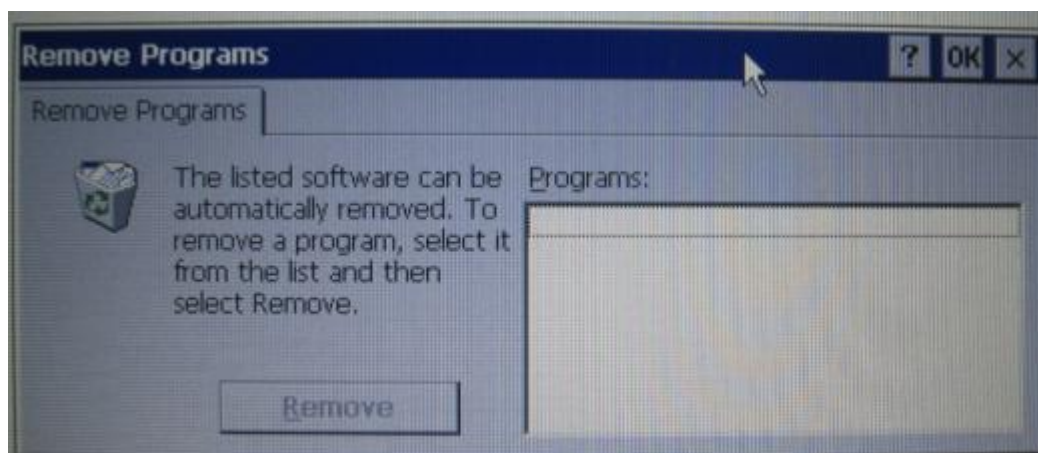 Remove Programs
? OK ×
Remove Programs
The listed software can be
automatically removed. To
remove a program, select it
from the list and then
select Remove.
Programs:
Remove